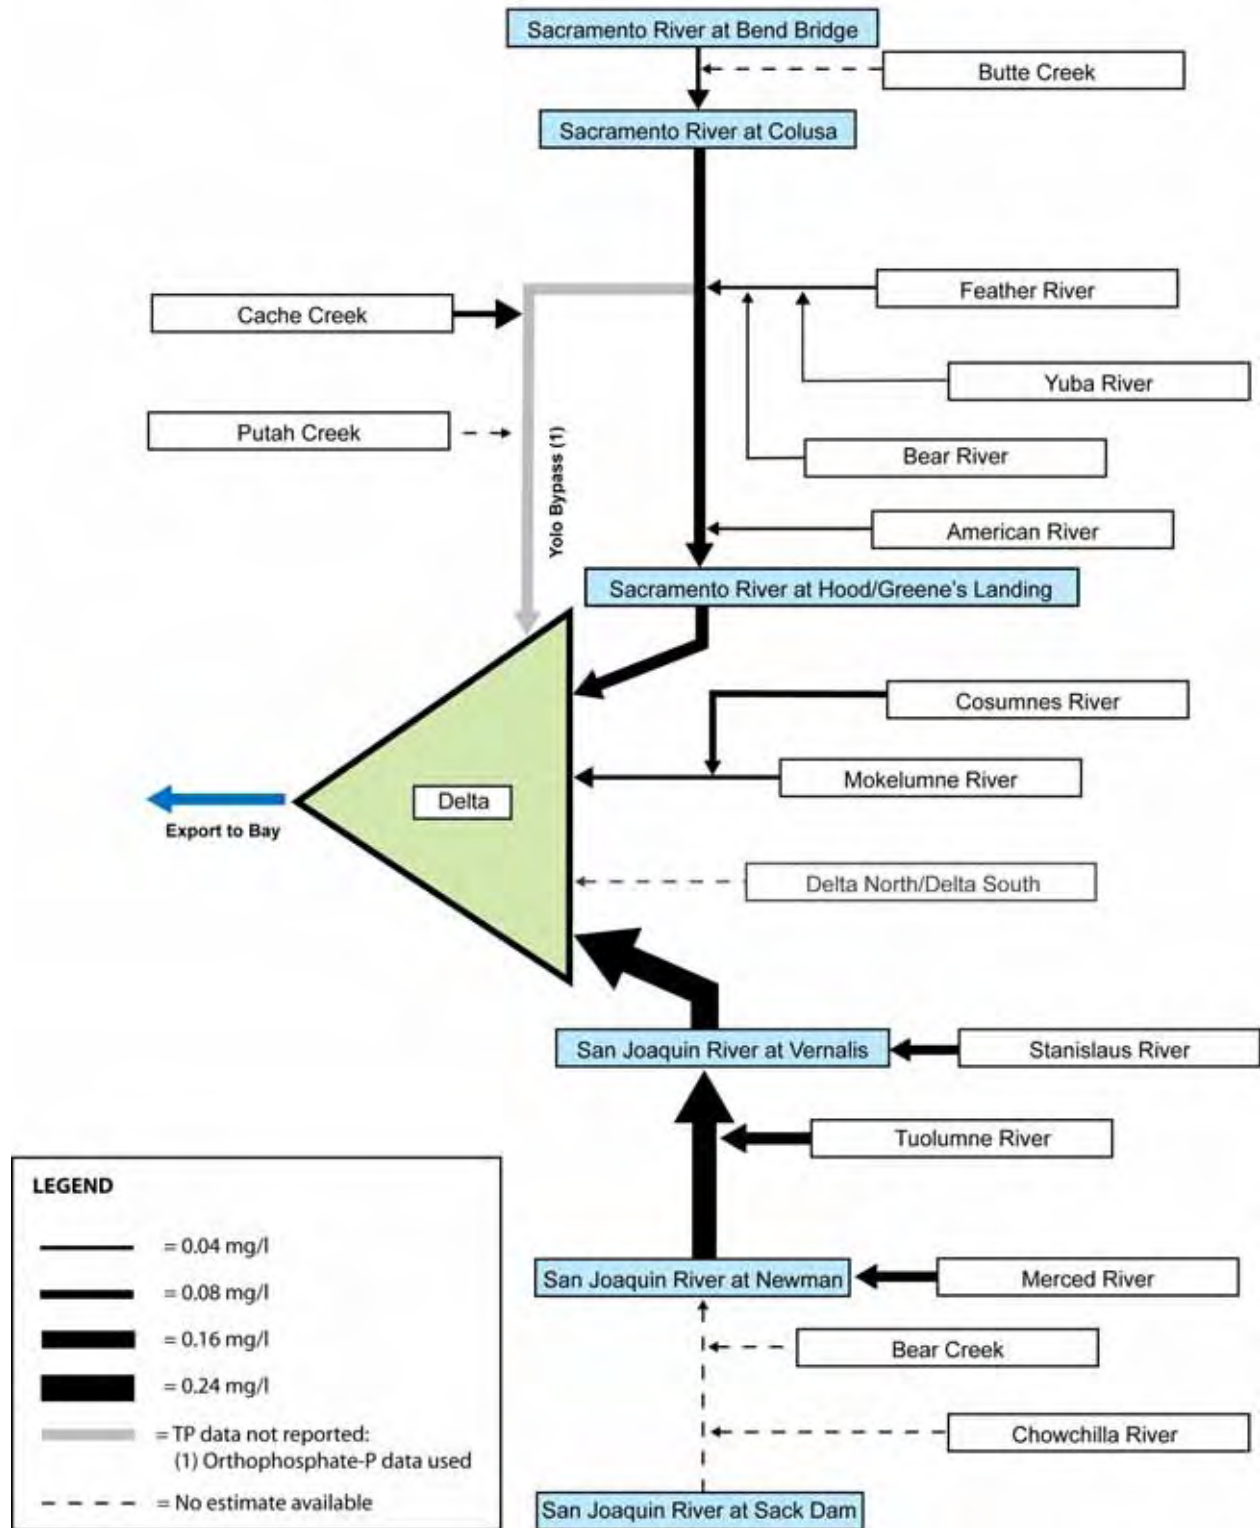 Sacramento River at Bend Bridge
Butte Creek
Sacramento River at Colusa
Feather River
Cache Creek
Yuba River
Putah Creek
Yolo Bypass (1)
Bear River
American River
Sacramento River at Hood/Greene's Landing
Cosumnes River
Mokelumne River
Delta
Export to Bay
Delta North/Delta South
San Joaquin River at Vernalis
Stanislaus River
Tuolumne River
San Joaquin River at Newman
Merced River
Bear Creek
Chowchilla River
San Joaquin River at Sack Dam
LEGEND
= 0.04 mg/l
= 0.08 mg/l
= 0.16 mg/l
= 0.24 mg/l
= TP data not reported:
(1) Orthophosphate-P data used
= No estimate available